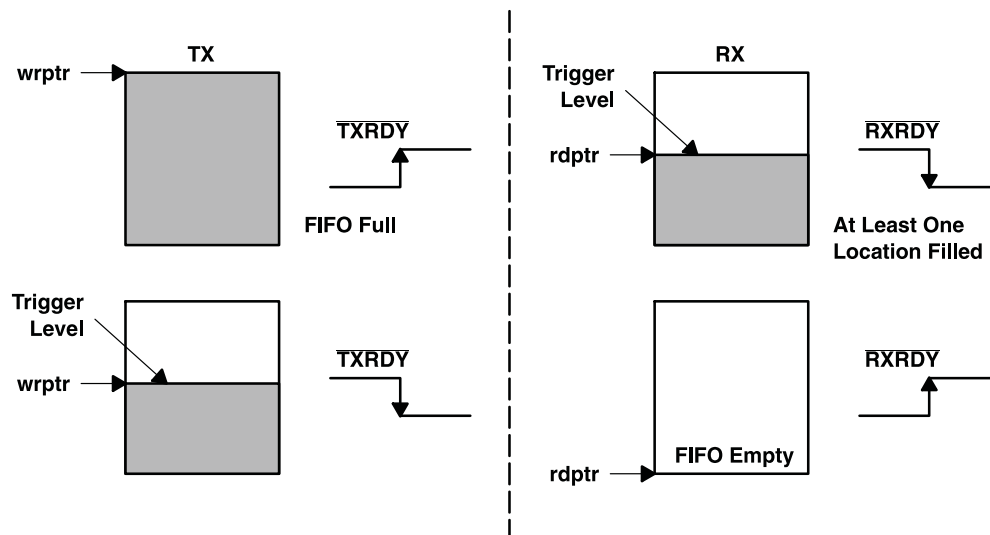 TX
wrptr
TXRDY
FIFO Full
Trigger
Level
wrptr
TXRDY
RX
Trigger
Level
rdptr
RXRDY
At Least One
Location Filled
RXRDY
FIFO Empty
rdptr